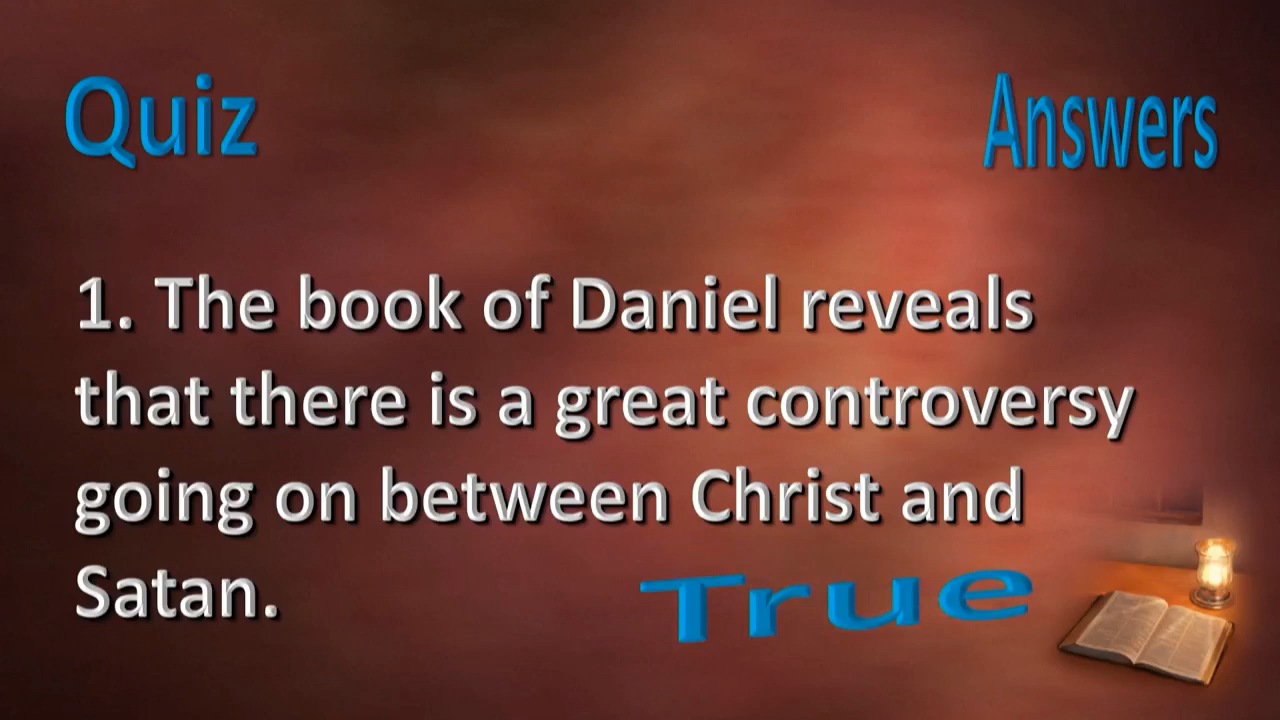 Quiz
Answers
1. The book of Daniel reveals
that there is a great controversy
going on between Christ and
Satan.
True